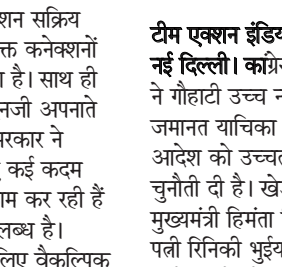 शन सक्रिय
क्त कनेक्शनों
है। साथ ही
नजी अपनाते
रकार ने
कई कदम
म कर रही हैं
लब्ध है।
लिए वैकल्पिक
टीम एक्शन इंडिया
नई दिल्ली। कांग्रेस
ने गौहाटी उच्च न
जमानत याचिका
आदेश को उच्चत
चुनौती दी है। खे
मुख्यमंत्री हिमंता
पत्नी रिनिकी भुईय